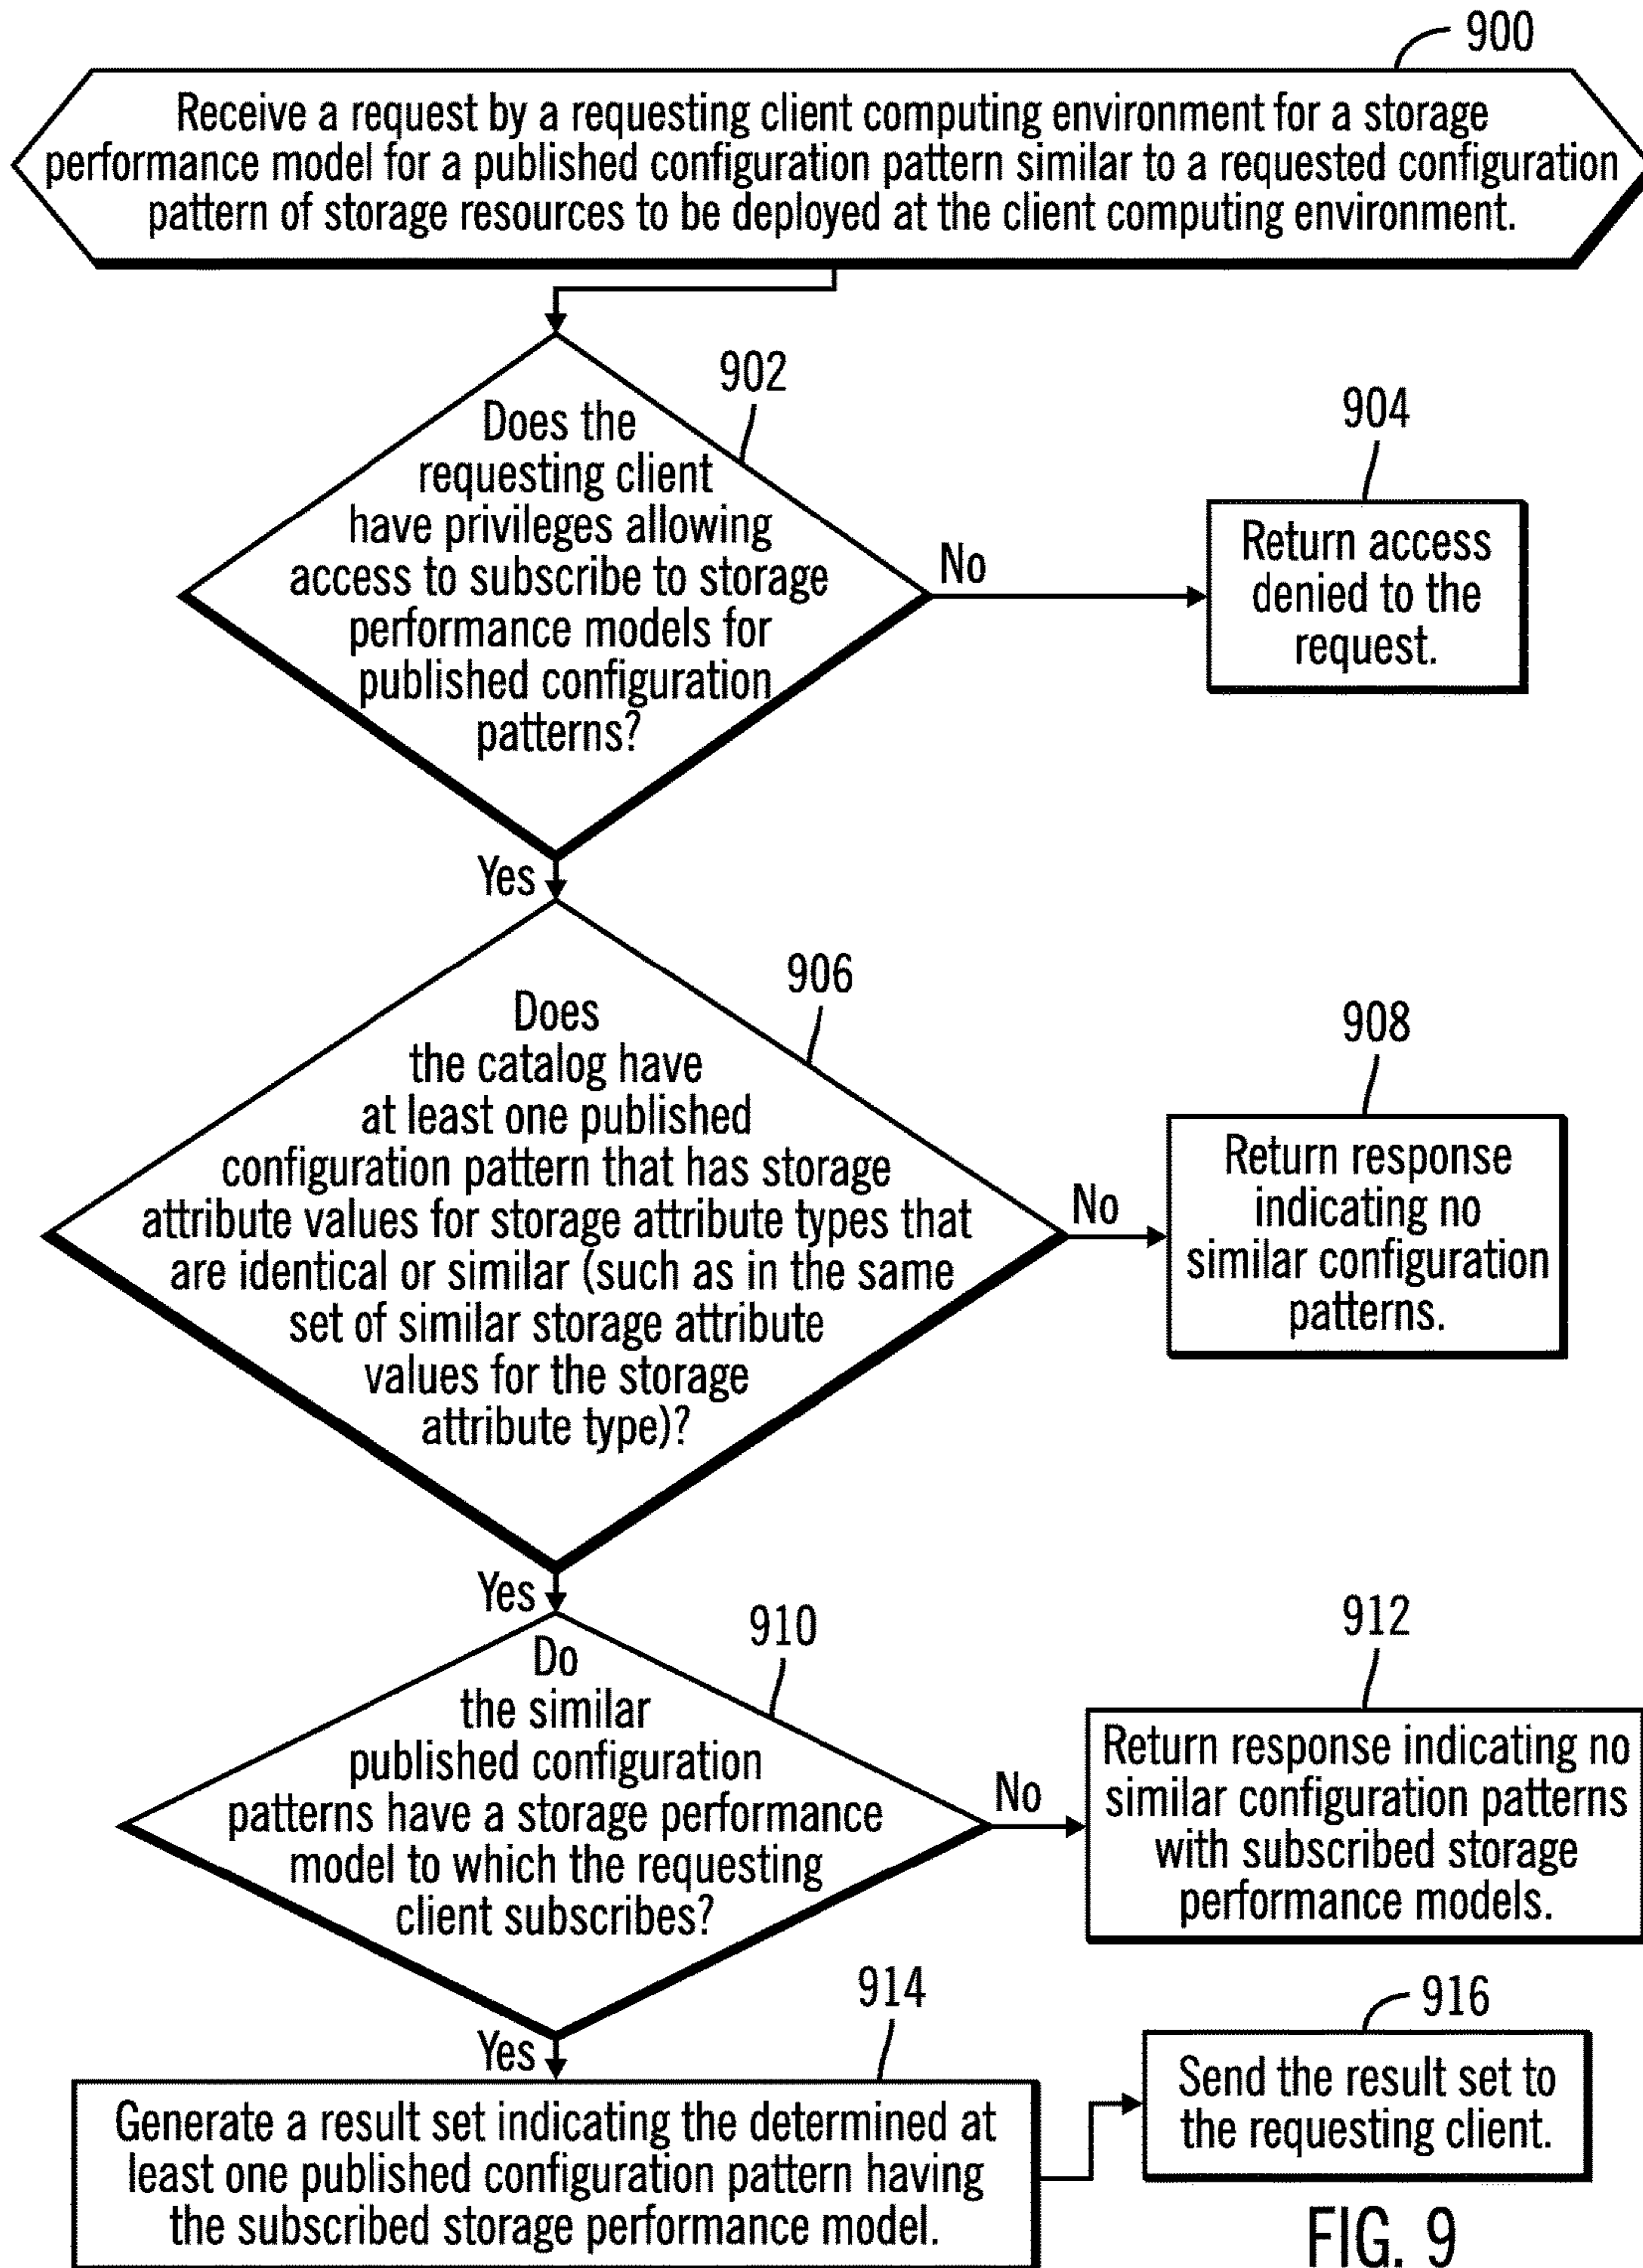 900
Receive a request by a requesting client computing environment for a storage
performance model for a published configuration pattern similar to a requested configuration
pattern of storage resources to be deployed at the client computing environment.
902
Does the
requesting client
have privileges allowing
access to subscribe to storage
performance models for
published configuration
patterns?
No
904
Return access
denied to the
request.
Yes
906
Does
the catalog have
at least one published
configuration pattern that has storage
attribute values for storage attribute types that
are identical or similar (such as in the same
set of similar storage attribute
values for the storage
attribute type)?
No
908
Return response
indicating no
similar configuration
patterns.
Yes
910
Do
the similar
published configuration
patterns have a storage performance
model to which the requesting
client subscribes?
No
912
Return response indicating no
similar configuration patterns
with subscribed storage
performance models.
Yes
914
Generate a result set indicating the determined at
least one published configuration pattern having
the subscribed storage performance model.
916
Send the result set to
the requesting client.
FIG. 9